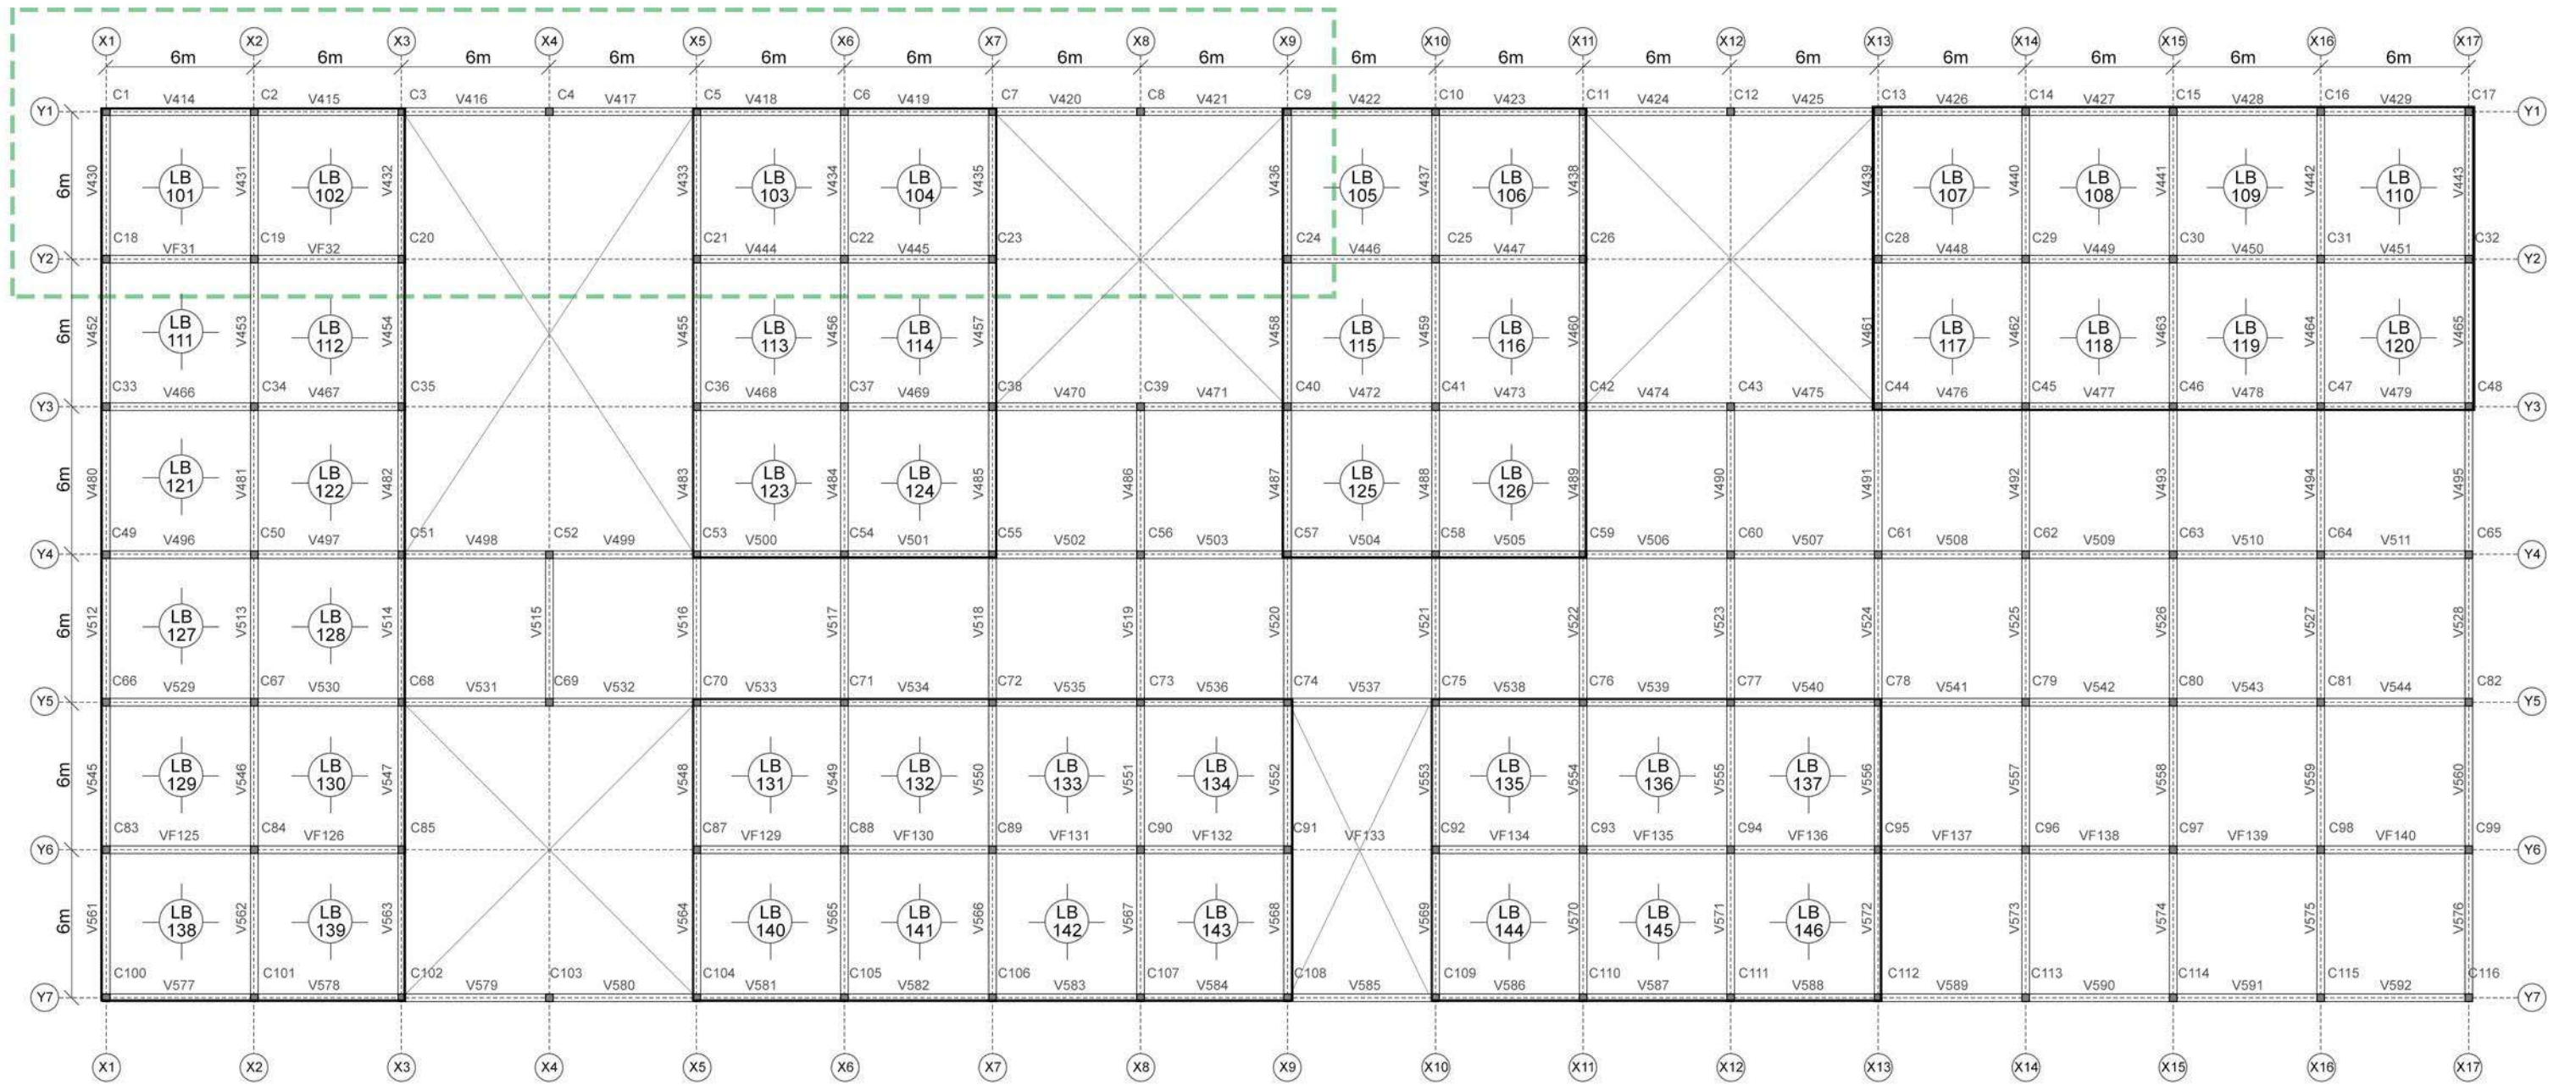 X1 X2 X3 X4 X5 X6 X7 X8 X9 X10 X11 X12 X13 X14 X15 X16 X17
6m 6m 6m 6m 6m 6m 6m 6m 6m 6m 6m 6m 6m 6m 6m 6m
C1 V414 C2 V415 C3 V416 C4 V417 C5 V418 C6 V419 C7 V420 C8 V421 C9 V422 C10 V423 C11 V424 C12 V425 C13 V426 C14 V427 C15 V428 C16 V429 C17
Y1 Y1
6m V430 LB V431 LB V432 V433 LB V434 LB V435 V436 LB V437 LB V438 V439 LB V440 LB V441 LB V442 LB V443
101 102 103 104 105 106 107 108 109 110
C18 VF31 C19 VF32 C20 C21 V444 C22 V445 C23 C24 V446 C25 V447 C26 C28 V448 C29 V449 C30 V450 C31 V451 C32
Y2 Y2
6m V452 LB V453 LB V454 V455 LB V456 LB V457 V458 LB V459 LB V460 V461 LB V462 LB V463 LB V464 LB V465
111 112 113 114 115 116 117 118 119 120
C33 V466 C34 V467 C35 C36 V468 C37 V469 C38 V470 C39 V471 C40 V472 C41 V473 C42 V474 C43 V475 C44 V476 C45 V477 C46 V478 C47 V479 C48
Y3 Y3
6m V480 LB V481 LB V482 V483 LB V484 LB V485 V486 V487 LB V488 LB V489 V490 V491 V492 V493 V494 V495
121 122 123 124 125 126
C49 V496 C50 V497 C51 V498 C52 V499 C53 V500 C54 V501 C55 V502 C56 V503 C57 V504 C58 V505 C59 V506 C60 V507 C61 V508 C62 V509 C63 V510 C64 V511 C65
Y4 Y4
6m V512 LB V513 LB V514 V515 V516 V517 V518 V519 V520 V521 V522 V523 V524 V525 V526 V527 V528
127 128
C66 V529 C67 V530 C68 V531 C69 V532 C70 V533 C71 V534 C72 V535 C73 V536 C74 V537 C75 V538 C76 V539 C77 V540 C78 V541 C79 V542 C80 V543 C81 V544 C82
Y5 Y5
6m V545 LB V546 LB V547 V548 LB V549 LB V550 LB V551 LB V552 V553 LB V554 LB V555 LB V556 V557 V558 V559 V560
129 130 131 132 133 134 135 136 137
C83 VF125 C84 VF126 C85 C87 VF129 C88 VF130 C89 VF131 C90 VF132 C91 VF133 C92 VF134 C93 VF135 C94 VF136 C95 VF137 C96 VF138 C97 VF139 C98 VF140 C99
Y6 Y6
6m V561 LB V562 LB V563 V564 LB V565 LB V566 LB V567 LB V568 V569 LB V570 LB V571 LB V572 V573 V574 V575 V576
138 139 140 141 142 143 144 145 146
C100 V577 C101 V578 C102 V579 C103 V580 C104 V581 C105 V582 C106 V583 C107 V584 C108 V585 C109 V586 C110 V587 C111 V588 C112 V589 C113 V590 C114 V591 C115 V592 C116
Y7 Y7
X1 X2 X3 X4 X5 X6 X7 X8 X9 X10 X11 X12 X13 X14 X15 X16 X17